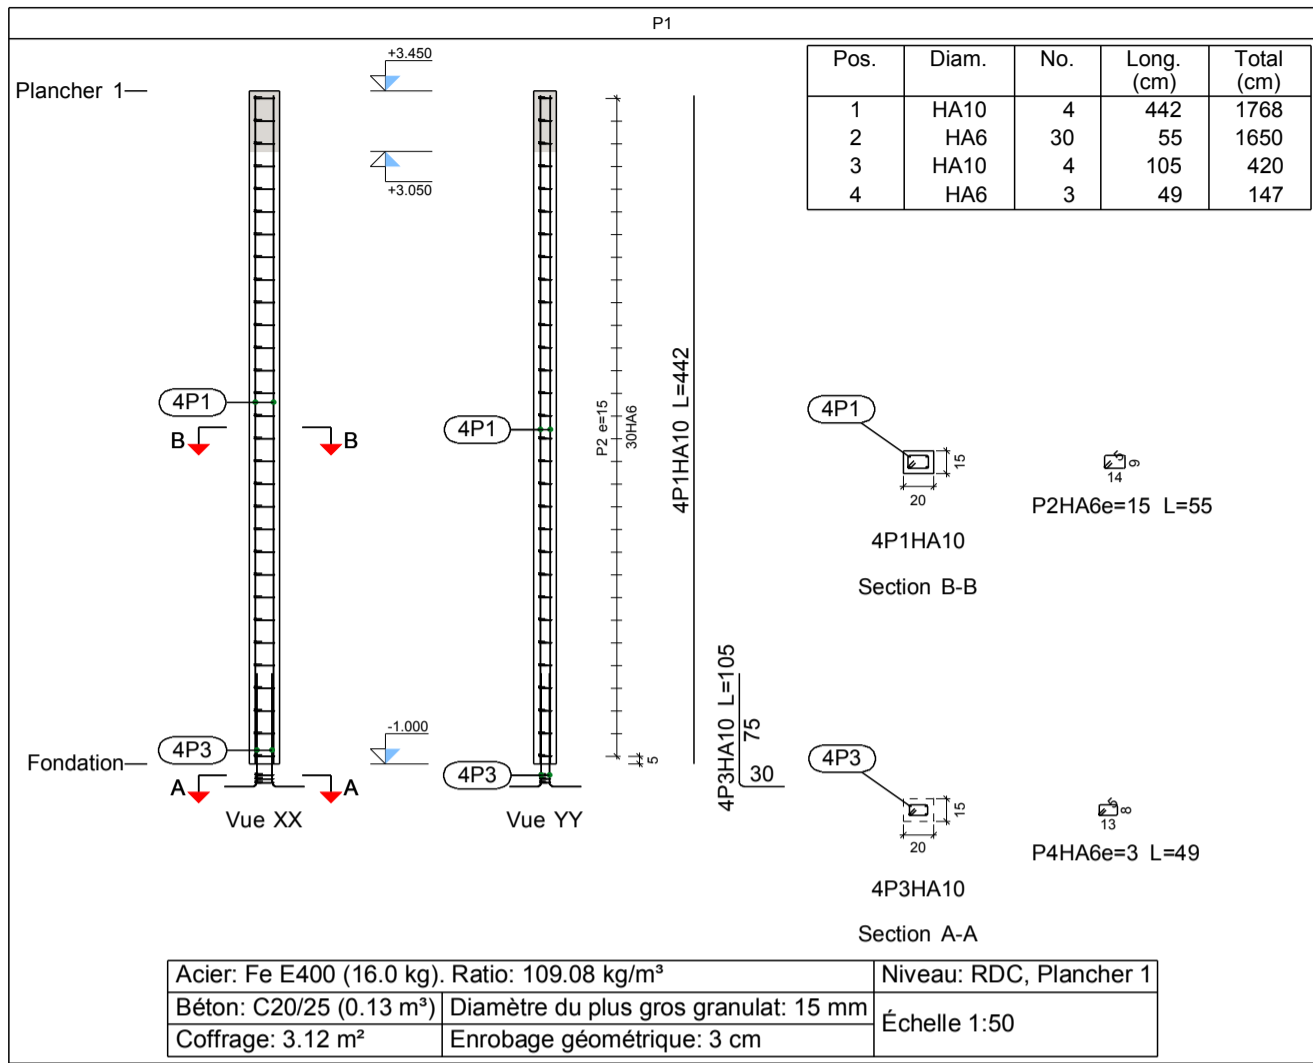 P1
Plancher 1
+3.450
+3.050
Pos. Diam. No. Long. (cm) Total (cm)
1 HA10 4 442 1768
2 HA6 30 55 1650
3 HA10 4 105 420
4 HA6 3 49 147
4P1
B B
4P1
P2 e=15
30HA6
4P1HA10 L=442
4P1
15
20
4P1HA10
Section B-B
5
9
14
P2HA6e=15 L=55
Fondation
-1.000
4P3
A A
Vue XX
4P3
Vue YY
5
4P3HA10 L=105
75
30
4P3
15
20
4P3HA10
Section A-A
5
8
13
P4HA6e=3 L=49
Acier: Fe E400 (16.0 kg). Ratio: 109.08 kg/m³
Niveau: RDC, Plancher 1
Béton: C20/25 (0.13 m³)
Diamètre du plus gros granulat: 15 mm
Échelle 1:50
Coffrage: 3.12 m²
Enrobage géométrique: 3 cm